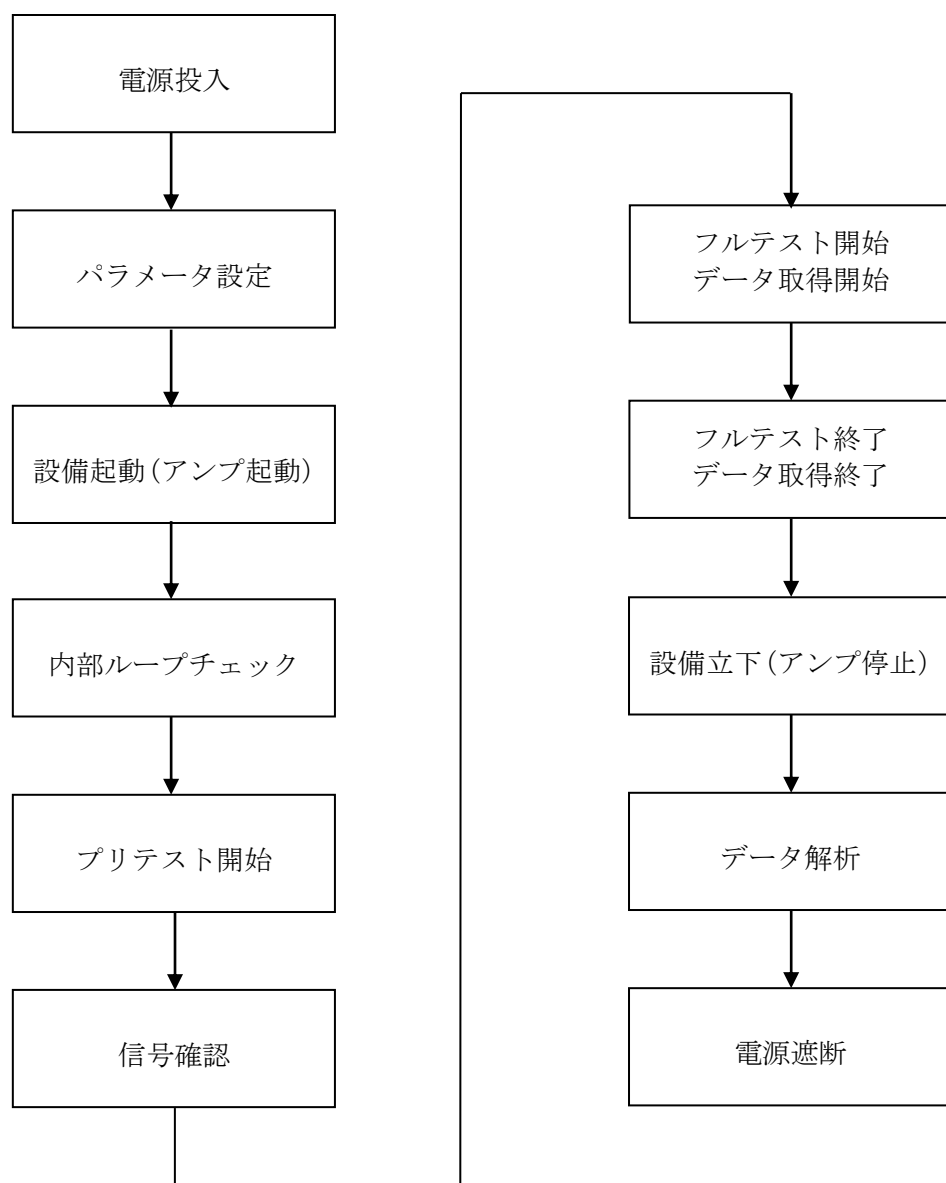 電源投入
パラメータ設定
設備起動(アンプ起動)
内部ループチェック
プリテスト開始
信号確認
フルテスト開始
データ取得開始
フルテスト終了
データ取得終了
設備立下(アンプ停止)
データ解析
電源遮断